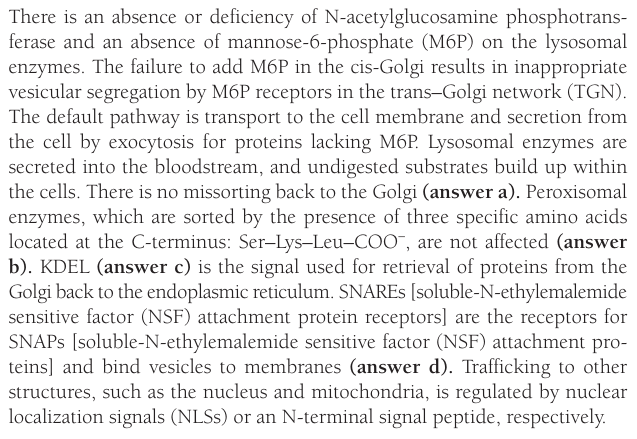 There is an absence or deficiency of N-acetylglucosamine phosphotrans-
ferase and an absence of mannose-6-phosphate (M6P) on the lysosomal
enzymes. The failure to add M6P in the cis-Golgi results in inappropriate
vesicular segregation by M6P receptors in the trans–Golgi network (TGN).
The default pathway is transport to the cell membrane and secretion from
the cell by exocytosis for proteins lacking M6P. Lysosomal enzymes are
secreted into the bloodstream, and undigested substrates build up within
the cells. There is no missorting back to the Golgi (answer a). Peroxisomal
enzymes, which are sorted by the presence of three specific amino acids
located at the C-terminus: Ser–Lys–Leu–COO⁻, are not affected (answer
b). KDEL (answer c) is the signal used for retrieval of proteins from the
Golgi back to the endoplasmic reticulum. SNAREs [soluble-N-ethylemalemide
sensitive factor (NSF) attachment protein receptors] are the receptors for
SNAPs [soluble-N-ethylemalemide sensitive factor (NSF) attachment pro-
teins] and bind vesicles to membranes (answer d). Trafficking to other
structures, such as the nucleus and mitochondria, is regulated by nuclear
localization signals (NLSs) or an N-terminal signal peptide, respectively.